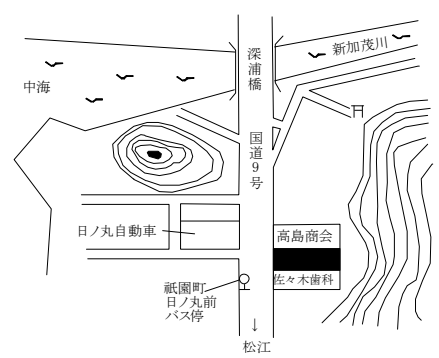 深浦橋
新加茂川
中海
国道9号
日ノ丸自動車
高島商会
佐々木歯科
祇園町
日ノ丸前
バス停
↓
松江